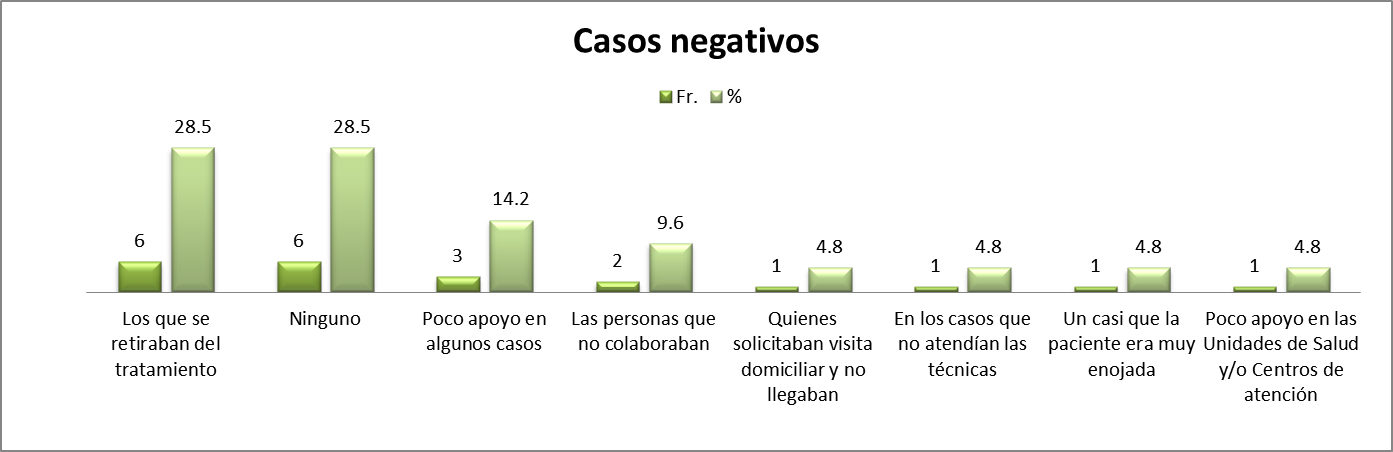 Casos negativos
Fr. %
28.5 28.5
14.2
9.6
6 6
3 2
4.8 4.8 4.8 4.8
1 1 1 1
Los que se
retiraban del
tratamiento
Ninguno
Poco apoyo en
algunos casos
Las personas que
no colaboraban
Quienes
solicitaban visita
domiciliar y no
llegaban
En los casos que
no atendían las
técnicas
Un casi que la
paciente era muy
enojada
Poco apoyo en las
Unidades de Salud
y/o Centros de
atención